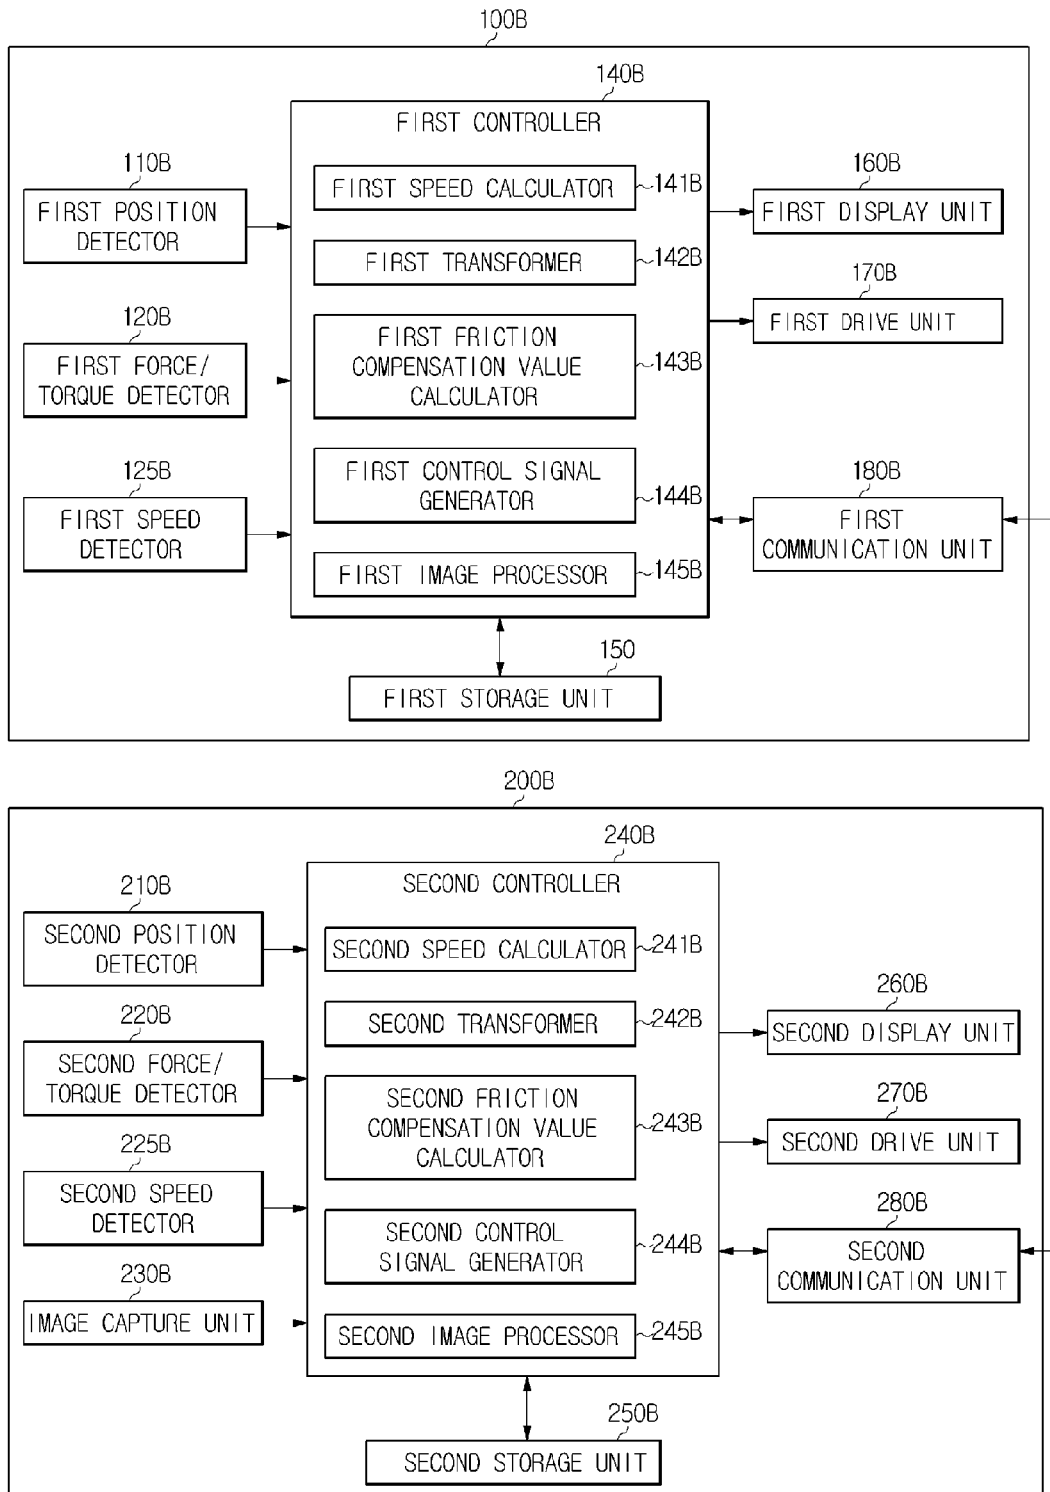 100B
140B
FIRST CONTROLLER
110B
FIRST POSITION
DETECTOR
120B
FIRST FORCE/
TORQUE DETECTOR
125B
FIRST SPEED
DETECTOR
FIRST SPEED CALCULATOR
141B
FIRST TRANSFORMER
142B
FIRST FRICTION
COMPENSATION VALUE
CALCULATOR
143B
FIRST CONTROL SIGNAL
GENERATOR
144B
FIRST IMAGE PROCESSOR
145B
160B
FIRST DISPLAY UNIT
170B
FIRST DRIVE UNIT
180B
FIRST
COMMUNICATION UNIT
150
FIRST STORAGE UNIT
200B
240B
SECOND CONTROLLER
210B
SECOND POSITION
DETECTOR
220B
SECOND FORCE/
TORQUE DETECTOR
225B
SECOND SPEED
DETECTOR
230B
IMAGE CAPTURE UNIT
SECOND SPEED CALCULATOR
241B
SECOND TRANSFORMER
242B
SECOND FRICTION
COMPENSATION VALUE
CALCULATOR
243B
SECOND CONTROL
SIGNAL GENERATOR
244B
SECOND IMAGE PROCESSOR
245B
260B
SECOND DISPLAY UNIT
270B
SECOND DRIVE UNIT
280B
SECOND
COMMUNICATION UNIT
250B
SECOND STORAGE UNIT